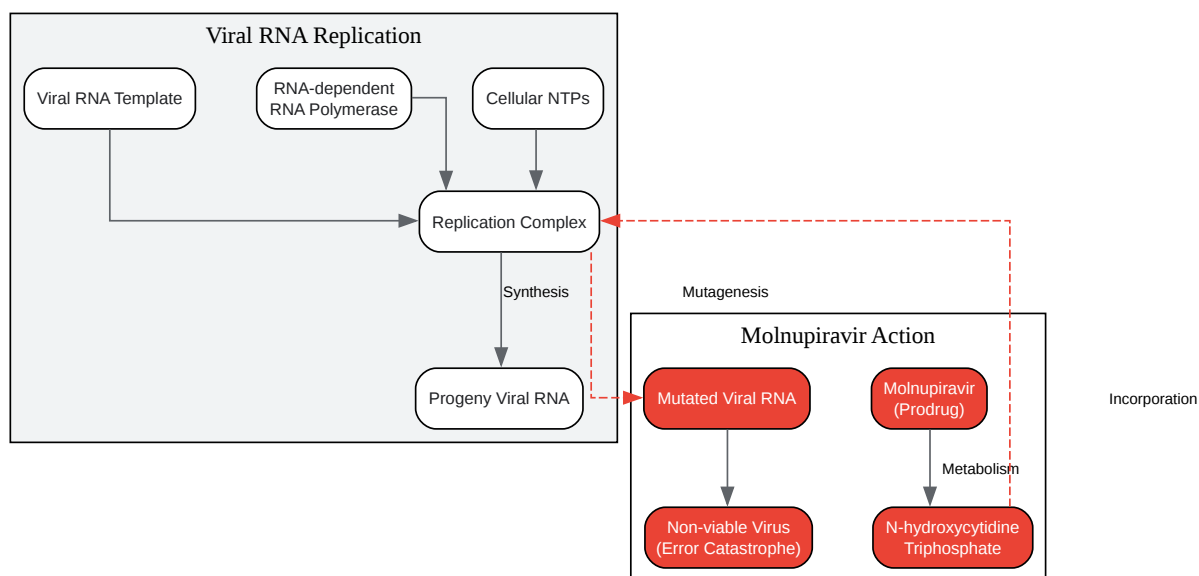 Viral RNA Replication
Viral RNA Template
RNA-dependent
RNA Polymerase
Cellular NTPs
Replication Complex
Synthesis
Mutagenesis
Progeny Viral RNA
Molnupiravir Action
Mutated Viral RNA
Molnupiravir
(Prodrug)
Incorporation
Metabolism
Non-viable Virus
(Error Catastrophe)
N-hydroxycytidine
Triphosphate